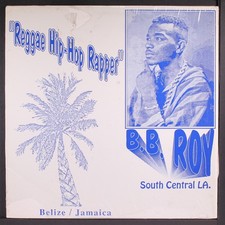 "Reggae Hip-Hop Rapper"
B.B. ROY
South Central LA.
Belize / Jamaica